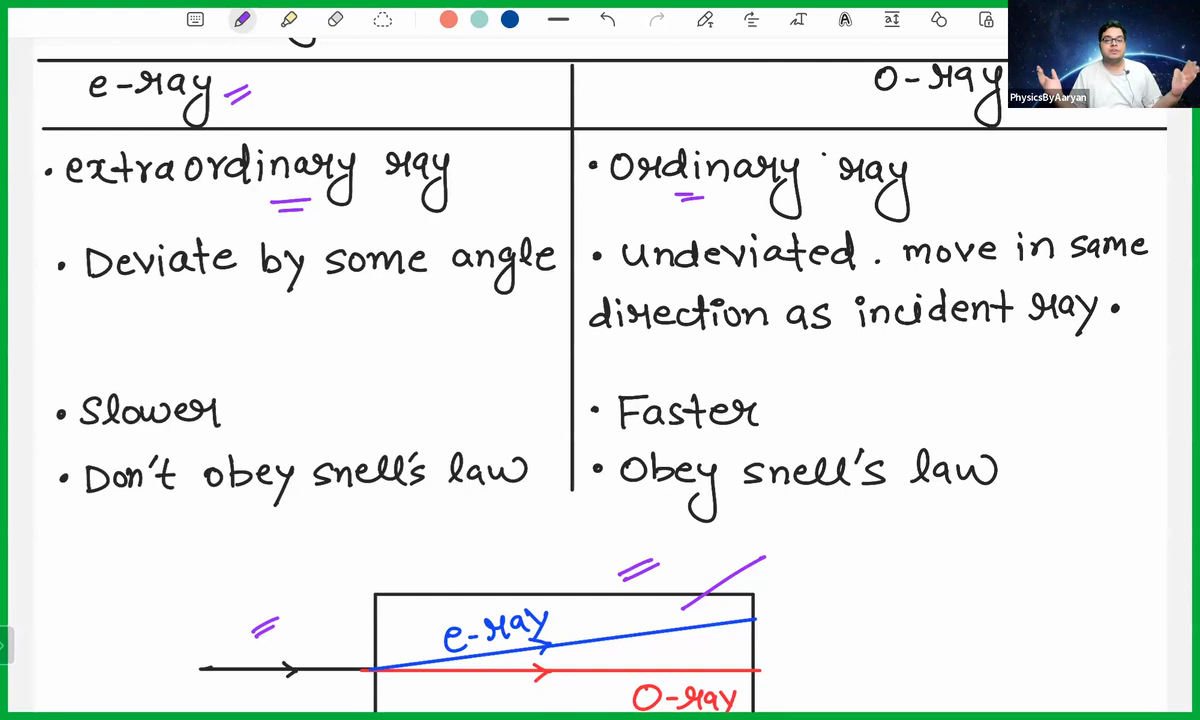 e-ray
o-ray
PhysicsByAaryan
• extraordinary ray
• Ordinary ray
• Deviate by some angle
• Undeviated. move in same
direction as incident ray.
• Slower
• Faster
• Don't obey snell's law
• Obey snell's law
e-ray
O-ray